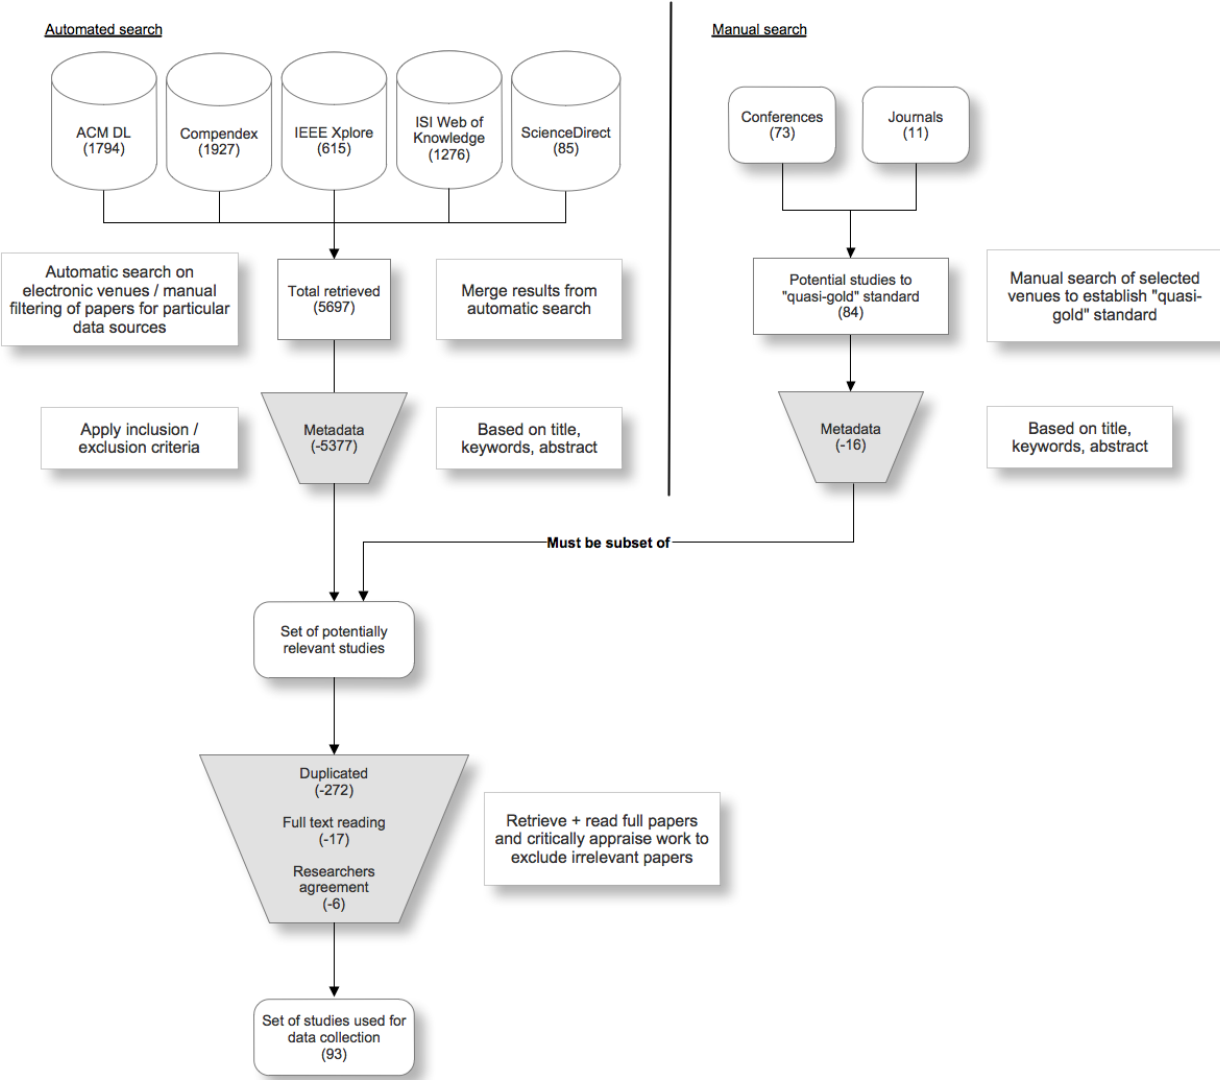 Automated search
Manual search
ACM DL
(1794)
Compendex
(1927)
IEEE Xplore
(615)
ISI Web of
Knowledge
(1276)
ScienceDirect
(85)
Conferences
(73)
Journals
(11)
Automatic search on
electronic venues / manual
filtering of papers for particular
data sources
Total retrieved
(5697)
Merge results from
automatic search
Potential studies to
"quasi-gold" standard
(84)
Manual search of selected
venues to establish "quasi-
gold" standard
Apply inclusion /
exclusion criteria
Metadata
(-5377)
Based on title,
keywords, abstract
Metadata
(-16)
Based on title,
keywords, abstract
Must be subset of
Set of potentially
relevant studies
Duplicated
(-272)
Full text reading
(-17)
Researchers
agreement
(-6)
Retrieve + read full papers
and critically appraise work to
exclude irrelevant papers
Set of studies used for
data collection
(93)